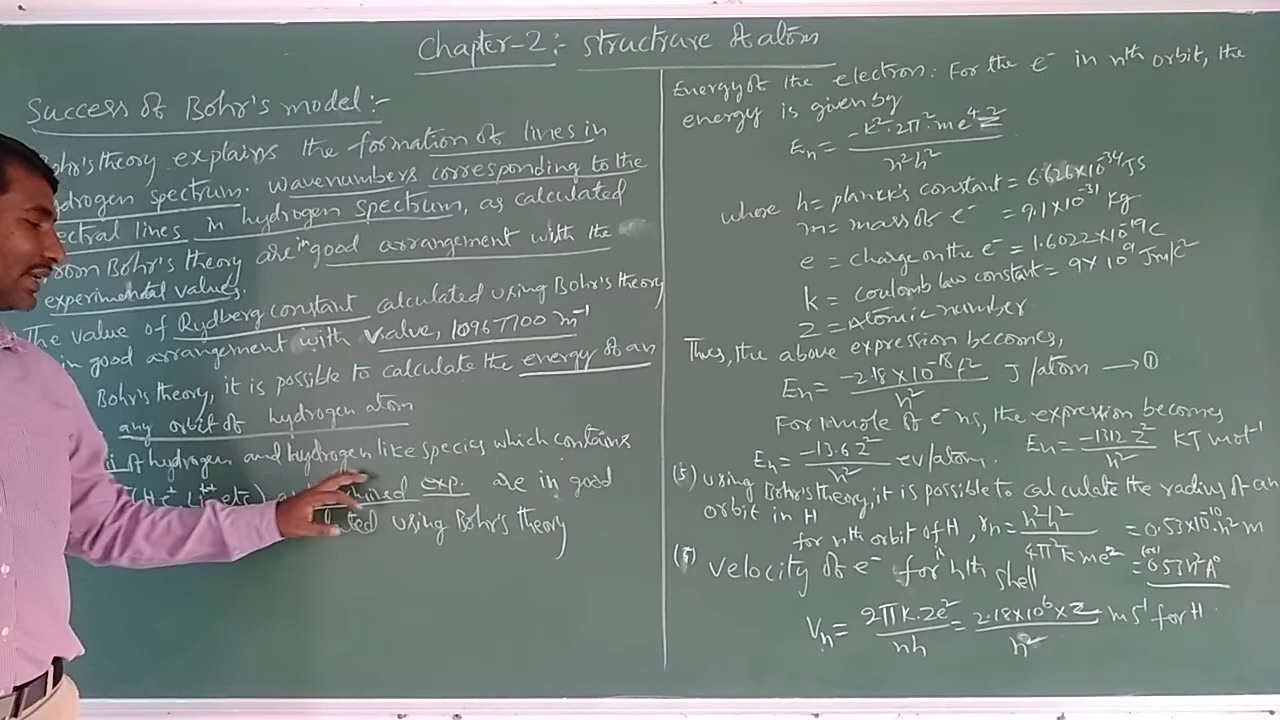 Chapter-2:- Structrure of atom
Success of Bohr's model:-
Bohr's theory explains the formation of lines in
hydrogen spectrum. Wavenumbers corresponding to the
spectral lines in hydrogen spectrum, as calculated
from Bohr's theory are in good arrangement with the
experimental values.
The value of Rydberg constant calculated using Bohr's theory
in good arrangement with value, 10967700 m⁻¹
Bohr's theory, it is possible to calculate the energy of an
any orbit of hydrogen atom
of hydrogen and hydrogen like species which contains
etc) exp. are in good
using Bohr's theory
Energy of the electron: For the e⁻ in nth orbit, the
energy is given by
Eₙ = -k²·2π²·me⁴z / n²h²
where h= planck's constant = 6.626×10⁻³⁴ JS
m= mass of e⁻ = 9.1×10⁻³¹ kg
e = charge on the e⁻ = 1.6022×10⁻¹⁹C
k = coulomb law constant = 9×10⁹ Jm/c²
Z = Atomic number
Thus, the above expression becomes,
Eₙ = -2.18×10⁻¹⁸ / n² J/atom → ①
For 1 mole of e⁻ns, the expression becomes
Eₙ = -13.6Z² / n² ev/atom. Eₙ = -1312 Z² / n² KJ mol⁻¹
(5) using Bohr's theory, it is possible to calculate the radius of an
orbit in H
for nth orbit of H, rₙ = n²h² / 4π²kme² = 0.53×10⁻¹⁰·n² m
(or) = 0.53n² A°
velocity of e⁻ for in nth shell
Vₙ = 2πk·Ze² / nh = 2.18×10⁶×Z / n² mS⁻¹ for H